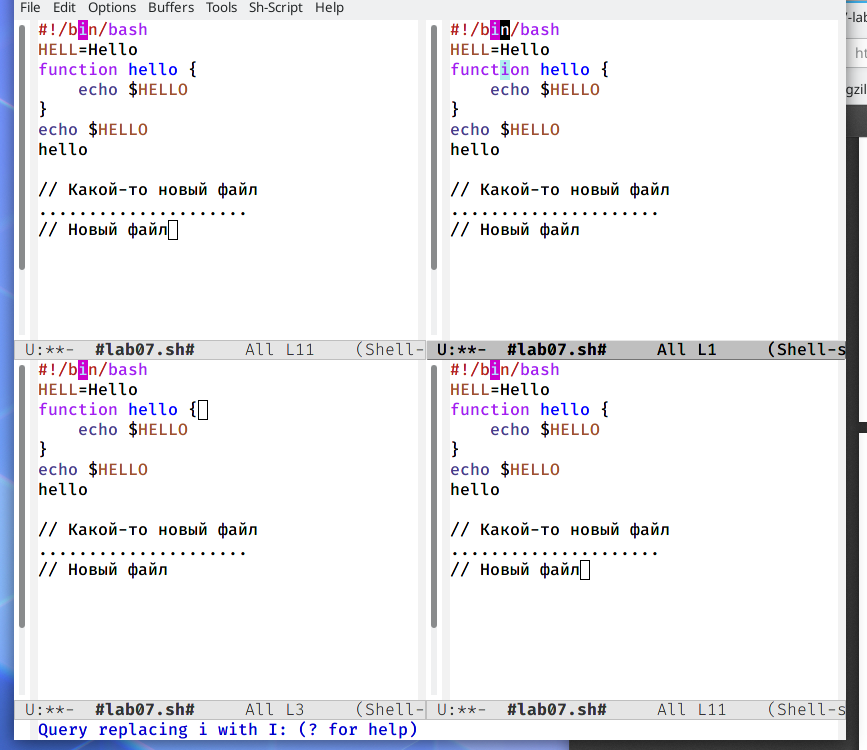 File Edit Options Buffers Tools Sh-Script Help
#!/bin/bash
HELL=Hello
function hello {
    echo $HELLO
}
echo $HELLO
hello
// Какой-то новый файл
.....................
// Новый файл
U:**-  #lab07.sh#     All L11    (Shell-
#!/bin/bash
HELL=Hello
function hello {
    echo $HELLO
}
echo $HELLO
hello
// Какой-то новый файл
.....................
// Новый файл
U:**-  #lab07.sh#     All L1     (Shell-s
#!/bin/bash
HELL=Hello
function hello {
    echo $HELLO
}
echo $HELLO
hello
// Какой-то новый файл
.....................
// Новый файл
U:**-  #lab07.sh#     All L3     (Shell-
#!/bin/bash
HELL=Hello
function hello {
    echo $HELLO
}
echo $HELLO
hello
// Какой-то новый файл
.....................
// Новый файл
U:**-  #lab07.sh#     All L11    (Shell-s
Query replacing i with I: (? for help)